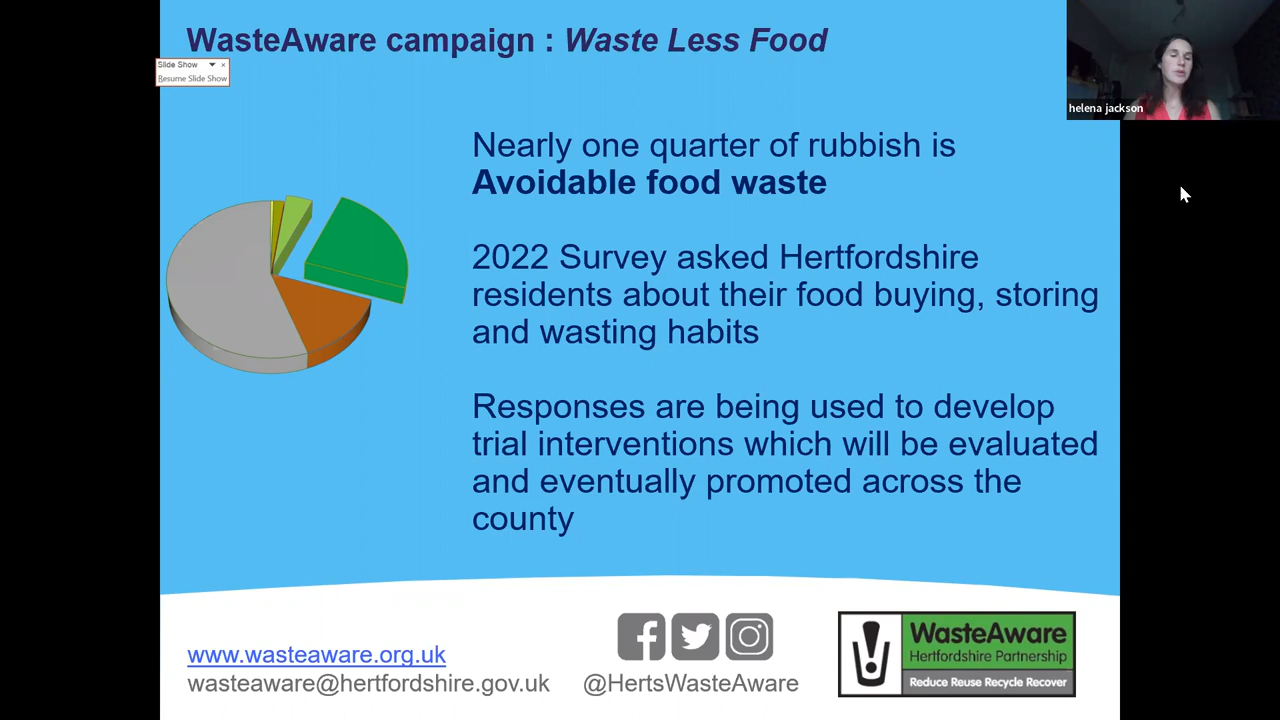 WasteAware campaign : Waste Less Food
Slide Show
Resume Slide Show
helena jackson
Nearly one quarter of rubbish is
Avoidable food waste
2022 Survey asked Hertfordshire
residents about their food buying, storing
and wasting habits
Responses are being used to develop
trial interventions which will be evaluated
and eventually promoted across the
county
www.wasteaware.org.uk
wasteaware@hertfordshire.gov.uk
@HertsWasteAware
WasteAware
Hertfordshire Partnership
Reduce Reuse Recycle Recover